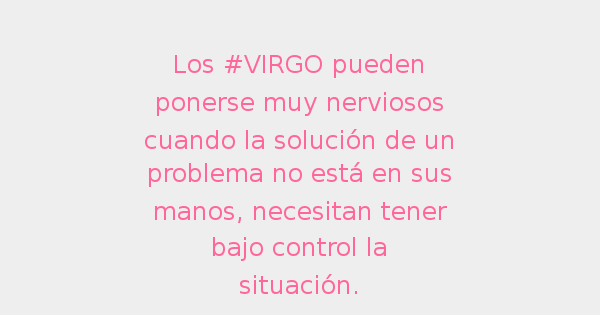 Los #VIRGO pueden
ponerse muy nerviosos
cuando la solución de un
problema no está en sus
manos, necesitan tener
bajo control la
situación.